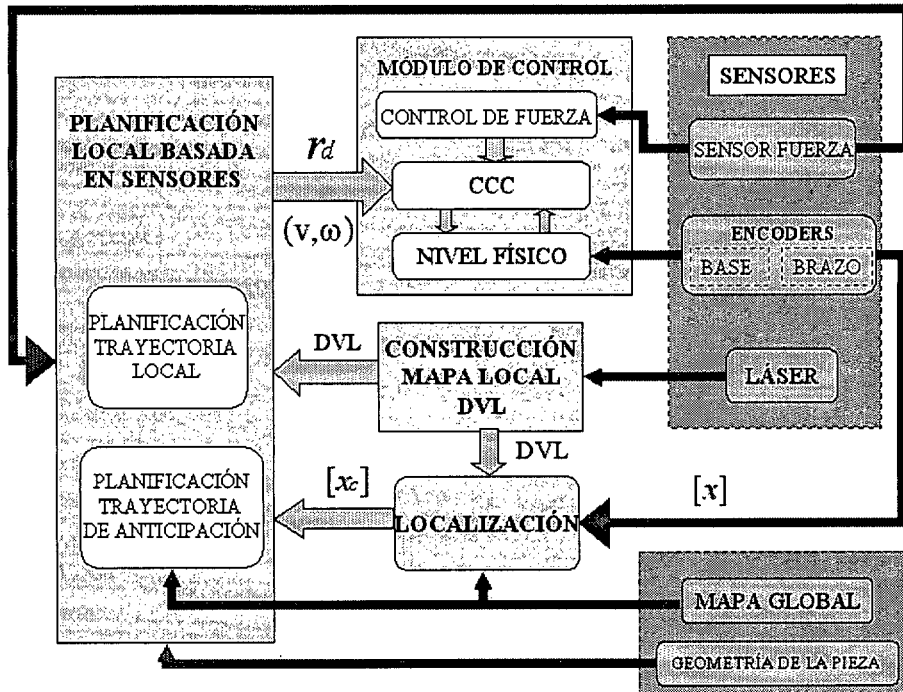 PLANIFICACIÓN
LOCAL BASADA
EN SENSORES
PLANIFICACIÓN
TRAYECTORIA
LOCAL
PLANIFICACIÓN
TRAYECTORIA
DE ANTICIPACIÓN
r_d
(v,ω)
MÓDULO DE CONTROL
CONTROL DE FUERZA
CCC
NIVEL FÍSICO
DVL
CONSTRUCCIÓN
MAPA LOCAL
DVL
DVL
[x_c]
LOCALIZACIÓN
[x]
SENSORES
SENSOR FUERZA
ENCODERS
BASE BRAZO
LÁSER
MAPA GLOBAL
GEOMETRÍA DE LA PIEZA